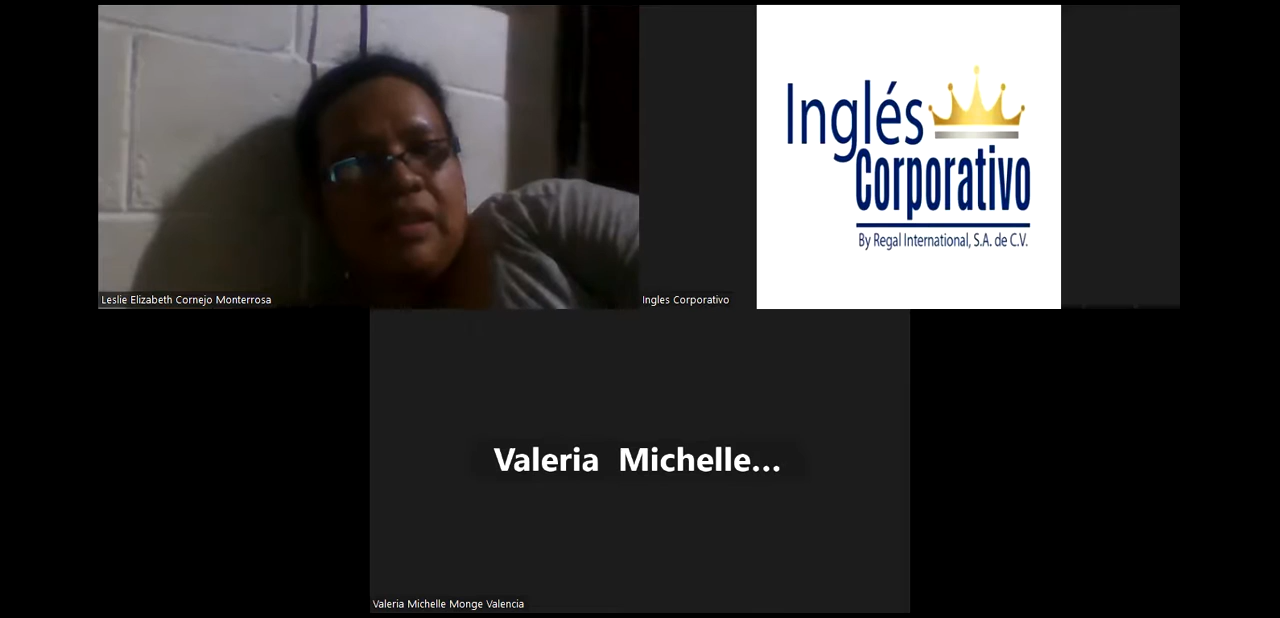 Inglés
Corporativo
By Regal International, S.A. de C.V.
Leslie Elizabeth Cornejo Monterrosa
Ingles Corporativo
Valeria Michelle...
Valeria Michelle Monge Valencia